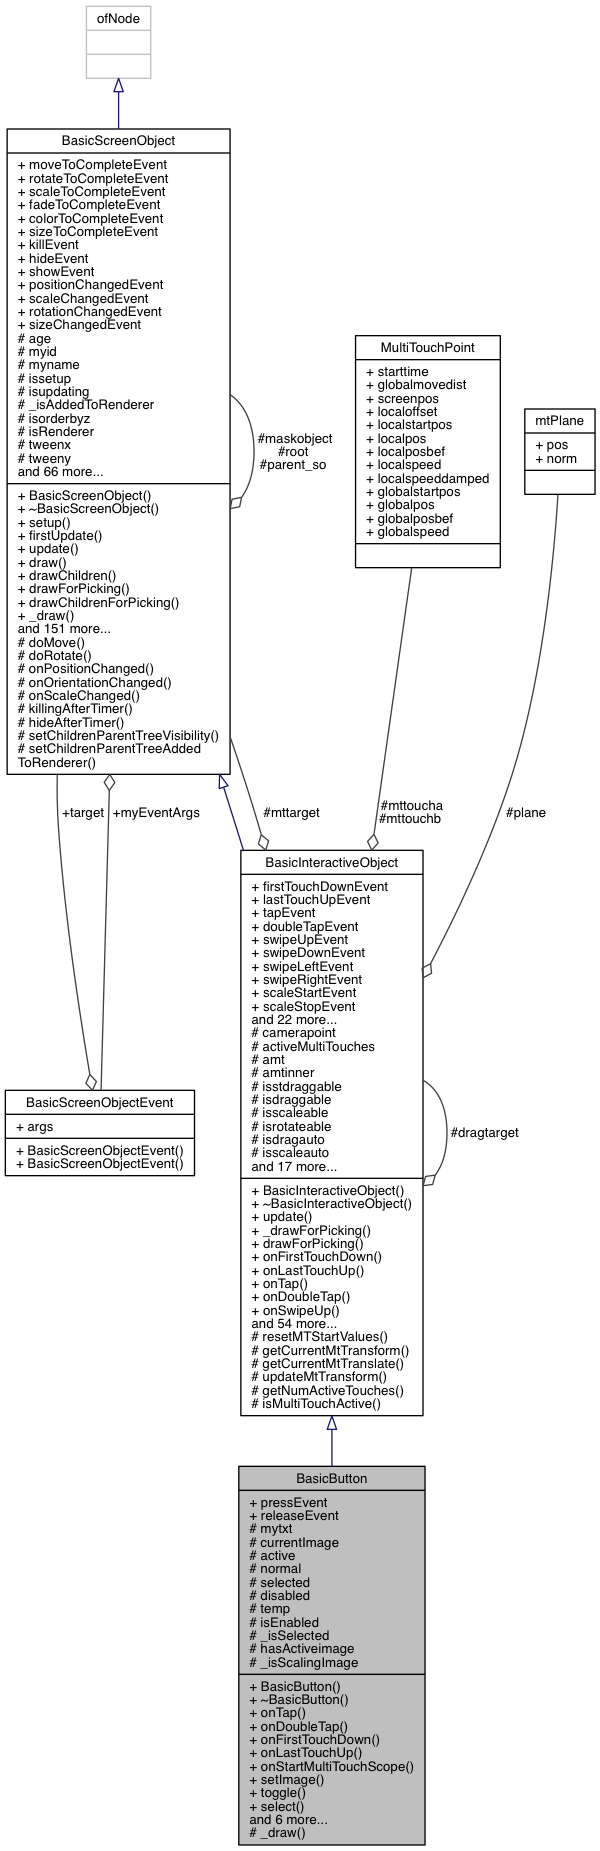 ofNode
BasicScreenObject
+ moveToCompleteEvent
+ rotateToCompleteEvent
+ scaleToCompleteEvent
+ fadeToCompleteEvent
+ colorToCompleteEvent
+ sizeToCompleteEvent
+ killEvent
+ hideEvent
+ showEvent
+ positionChangedEvent
+ scaleChangedEvent
+ rotationChangedEvent
+ sizeChangedEvent
# age
# myid
# myname
# issetup
# isupdating
# _isAddedToRenderer
# isorderbyz
# isRenderer
# tweenx
# tweeny
and 66 more...
+ BasicScreenObject()
+ ~BasicScreenObject()
+ setup()
+ firstUpdate()
+ update()
+ draw()
+ drawChildren()
+ drawForPicking()
+ drawChildrenForPicking()
+ _draw()
and 151 more...
# doMove()
# doRotate()
# onPositionChanged()
# onOrientationChanged()
# onScaleChanged()
# killingAfterTimer()
# hideAfterTimer()
# setChildrenParentTreeVisibility()
# setChildrenParentTreeAdded
ToRenderer()
#maskobject
#root
#parent_so
MultiTouchPoint
+ starttime
+ globalmovedist
+ screenpos
+ localoffset
+ localstartpos
+ localpos
+ localposbef
+ localspeed
+ localspeeddamped
+ globalstartpos
+ globalpos
+ globalposbef
+ globalspeed
mtPlane
+ pos
+ norm
+target
+myEventArgs
#mttarget
#mttoucha
#mttouchb
#plane
BasicScreenObjectEvent
+ args
+ BasicScreenObjectEvent()
+ BasicScreenObjectEvent()
BasicInteractiveObject
+ firstTouchDownEvent
+ lastTouchUpEvent
+ tapEvent
+ doubleTapEvent
+ swipeUpEvent
+ swipeDownEvent
+ swipeLeftEvent
+ swipeRightEvent
+ scaleStartEvent
+ scaleStopEvent
and 22 more...
# camerapoint
# activeMultiTouches
# amt
# amtinner
# isstdraggable
# isdraggable
# isscaleable
# isrotateable
# isdragauto
# isscaleauto
and 17 more...
+ BasicInteractiveObject()
+ ~BasicInteractiveObject()
+ update()
+ _drawForPicking()
+ drawForPicking()
+ onFirstTouchDown()
+ onLastTouchUp()
+ onTap()
+ onDoubleTap()
+ onSwipeUp()
and 54 more...
# resetMTStartValues()
# getCurrentMtTransform()
# getCurrentMtTranslate()
# updateMtTransform()
# getNumActiveTouches()
# isMultiTouchActive()
#dragtarget
BasicButton
+ pressEvent
+ releaseEvent
# mytxt
# currentImage
# active
# normal
# selected
# disabled
# temp
# isEnabled
# _isSelected
# hasActiveimage
# _isScalingImage
+ BasicButton()
+ ~BasicButton()
+ onTap()
+ onDoubleTap()
+ onFirstTouchDown()
+ onLastTouchUp()
+ onStartMultiTouchScope()
+ setImage()
+ toggle()
+ select()
and 6 more...
# _draw()